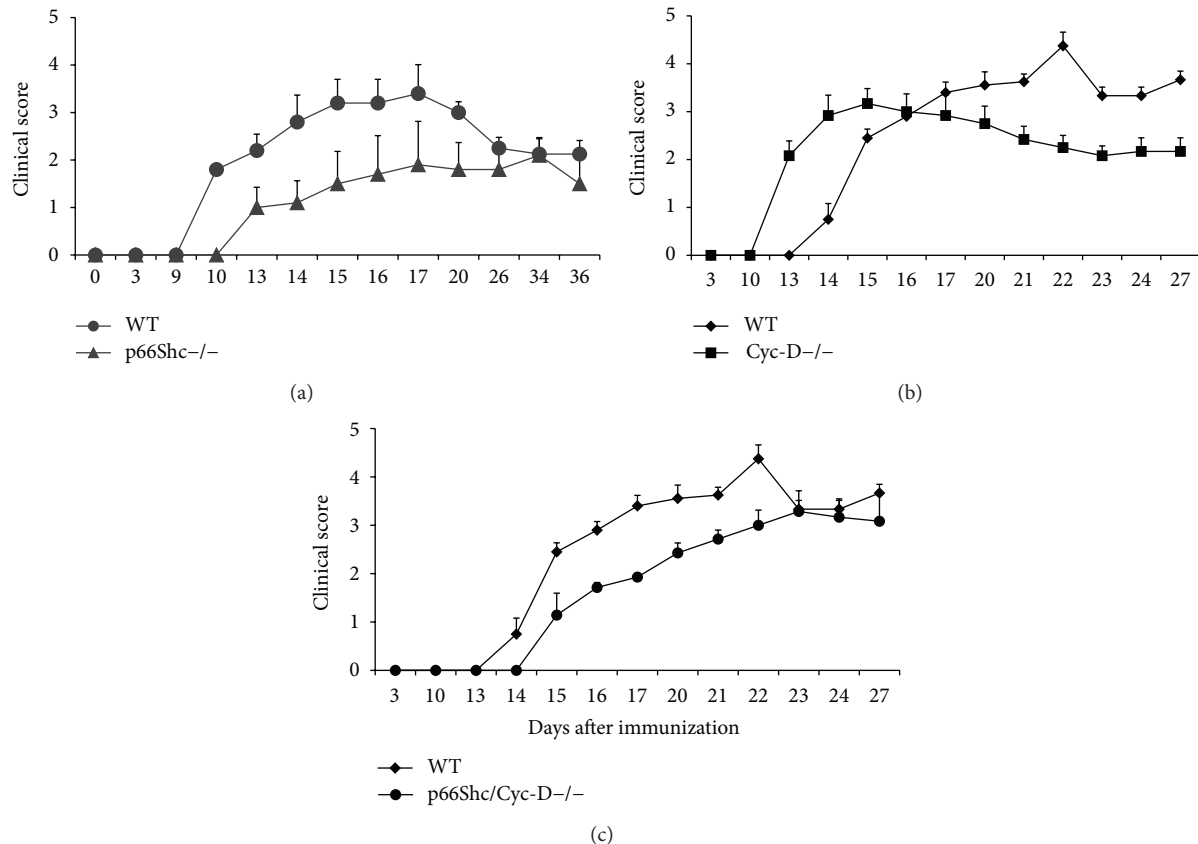 5
4
3
2
1
0
Clinical score
0 3 9 10 13 14 15 16 17 20 26 34 36
WT
p66Shc−/−
(a)
5
4
3
2
1
0
Clinical score
3 10 13 14 15 16 17 20 21 22 23 24 27
WT
Cyc-D−/−
(b)
5
4
3
2
1
0
Clinical score
3 10 13 14 15 16 17 20 21 22 23 24 27
Days after immunization
WT
p66Shc/Cyc-D−/−
(c)